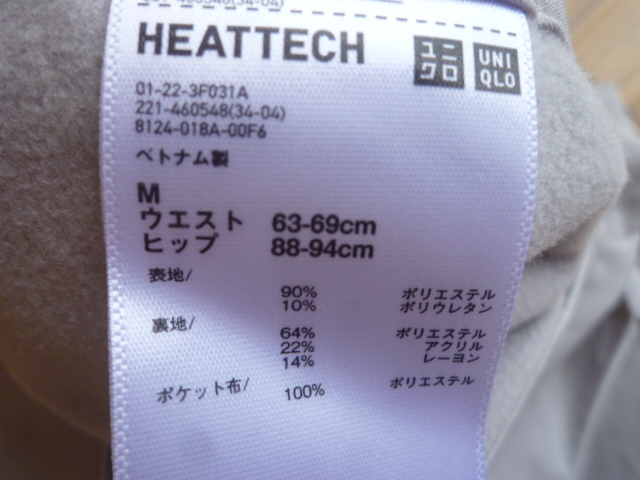 HEATTECH
ユニクロ
UNIQLO
01-22-3F031A
221-460548(34-04)
8124-018A-00F6
ベトナム製
M
ウエスト 63-69cm
ヒップ 88-94cm
表地/
90% ポリエステル
10% ポリウレタン
裏地/
64% ポリエステル
22% アクリル
14% レーヨン
ポケット布/ 100% ポリエステル